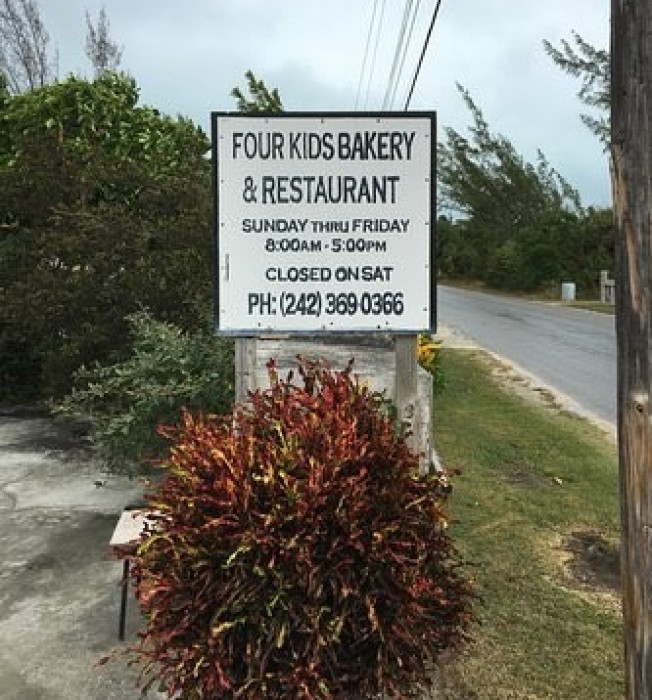 FOUR KIDS BAKERY
& RESTAURANT
SUNDAY THRU FRIDAY
8:00AM - 5:00PM
CLOSED ON SAT
PH: (242) 369-0366